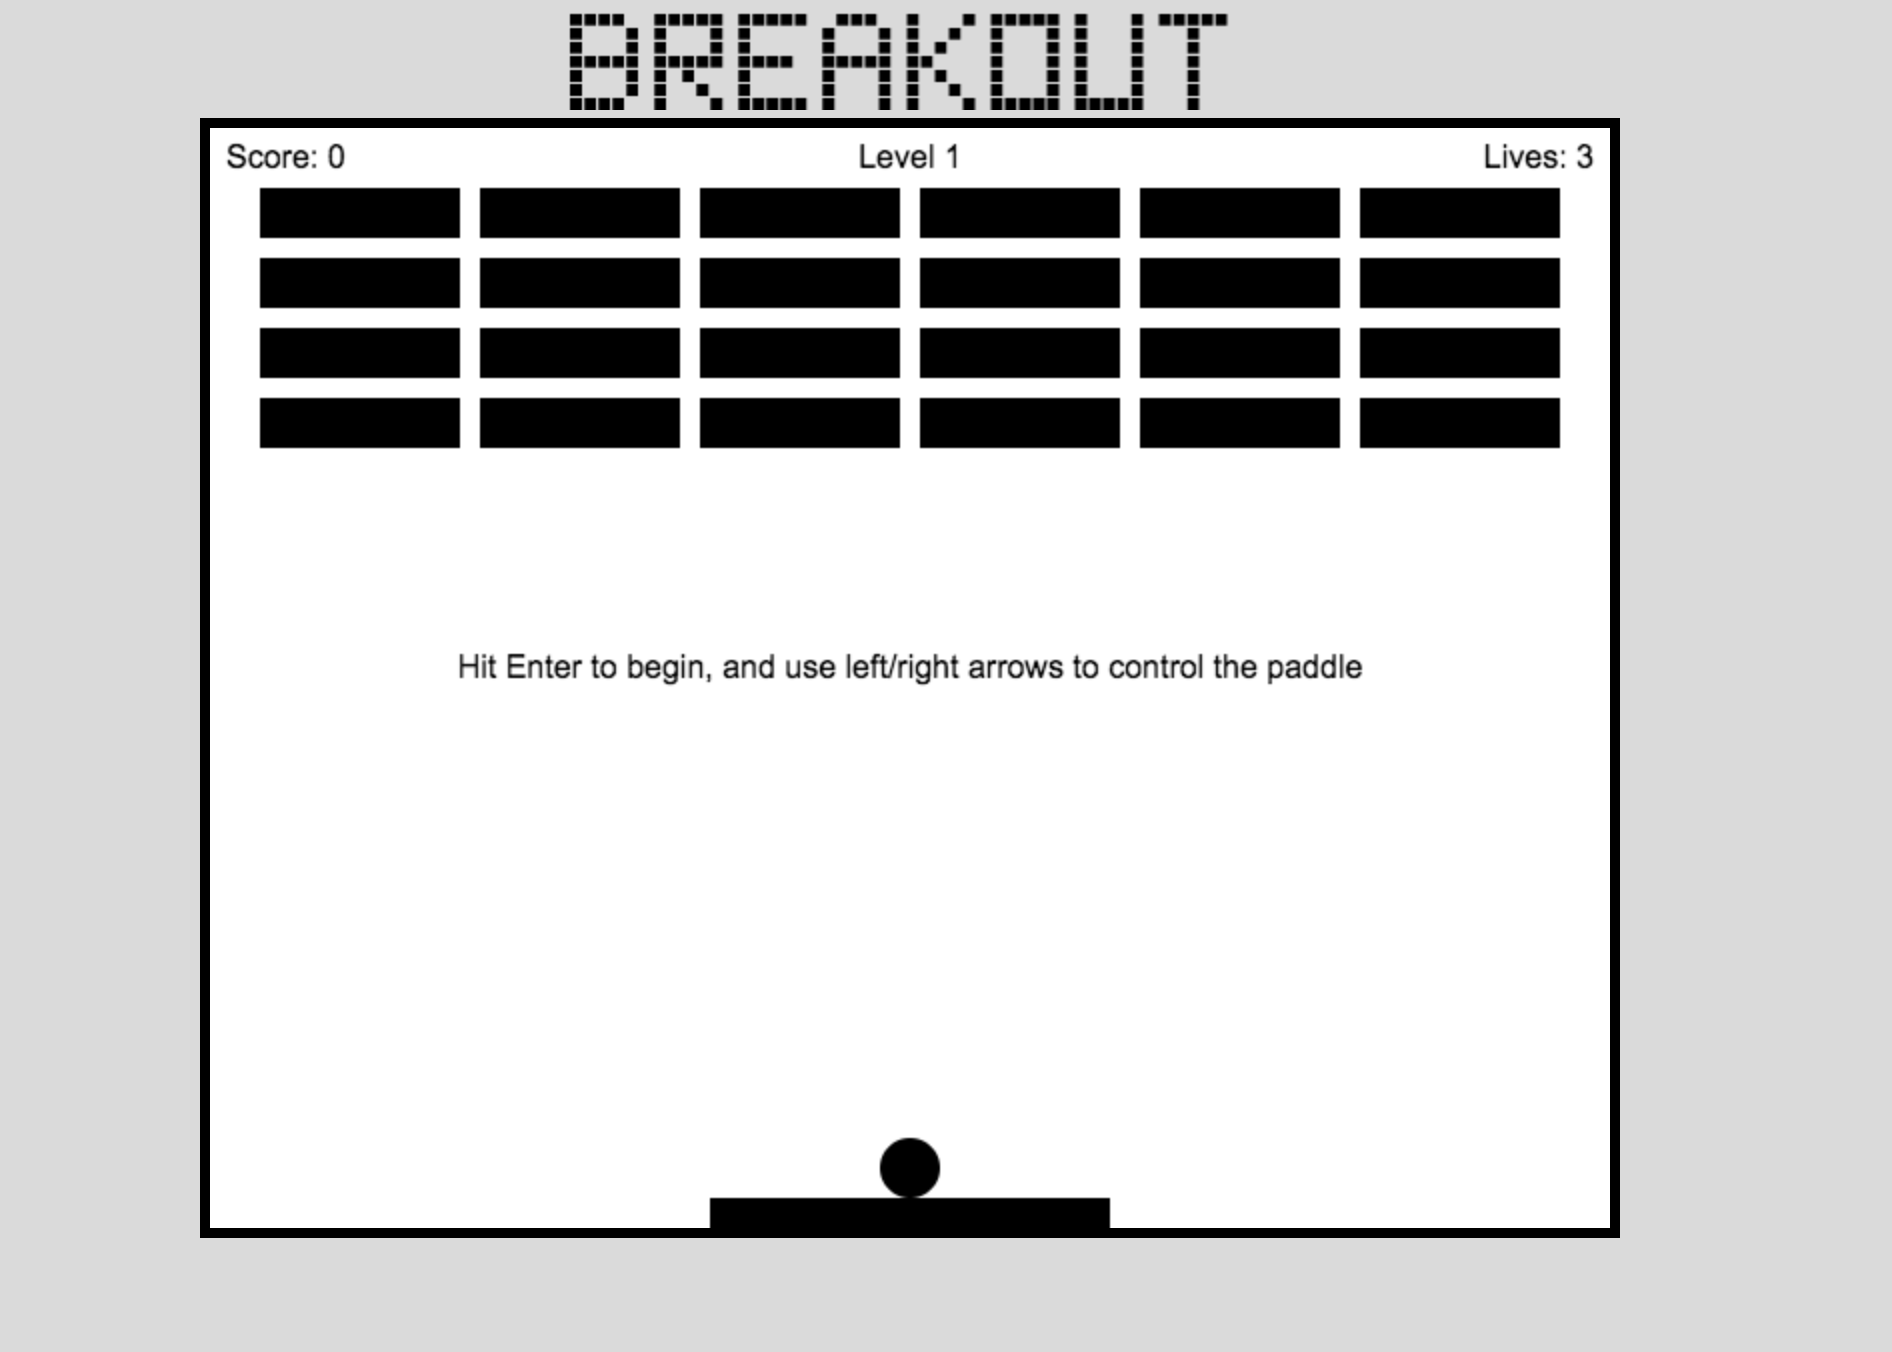 BREAKOUT
Score: 0 Level 1 Lives: 3
Hit Enter to begin, and use left/right arrows to control the paddle